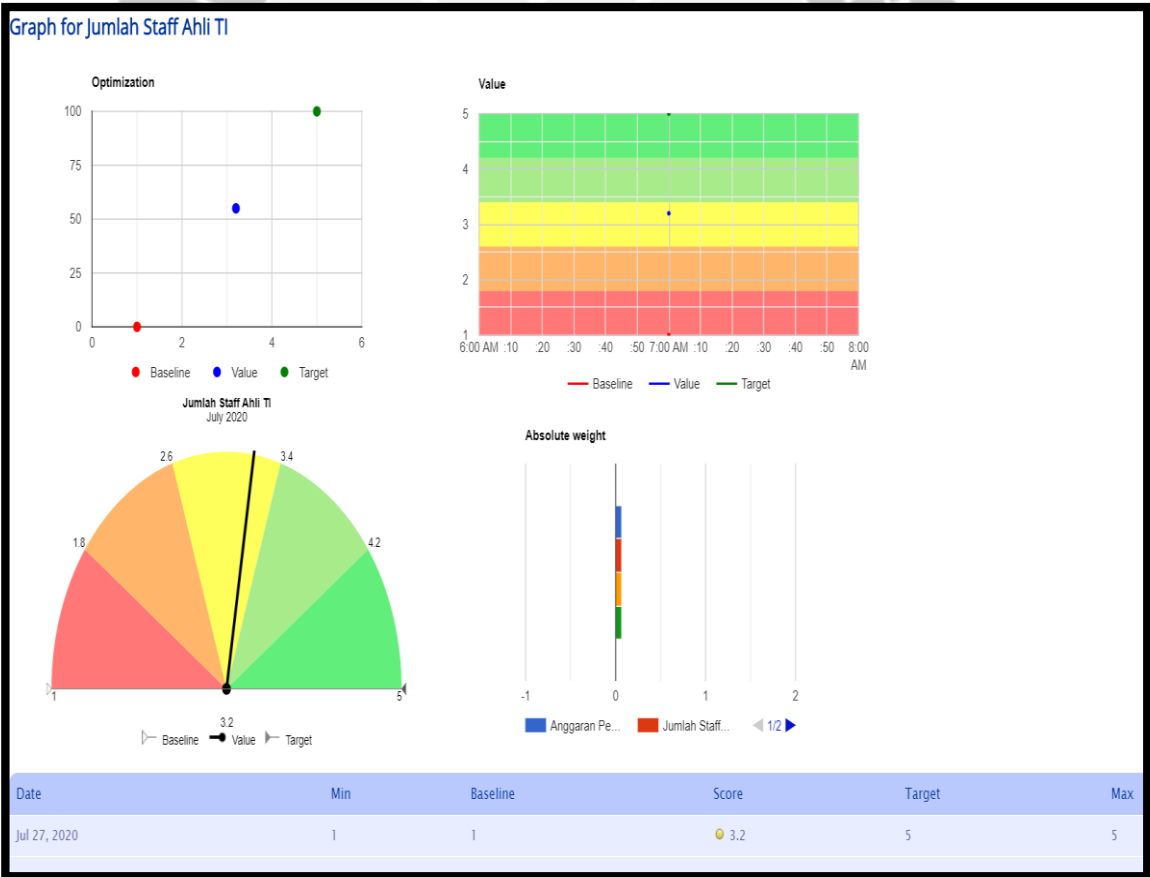 Graph for Jumlah Staff Ahli TI
Optimization
100
75
50
25
0
0 2 4 6
Baseline Value Target
Value
5
4
3
2
1
6:00 AM :10 :20 :30 :40 :50 7:00 AM :10 :20 :30 :40 :50 8:00
AM
Baseline Value Target
Jumlah Staff Ahli TI
July 2020
2.6 3.4
1.8 4.2
1 5
3.2
Baseline Value Target
Absolute weight
-1 0 1 2
Anggaran Pe... Jumlah Staff... 1/2
Date Min Baseline Score Target Max
Jul 27, 2020 1 1 3.2 5 5